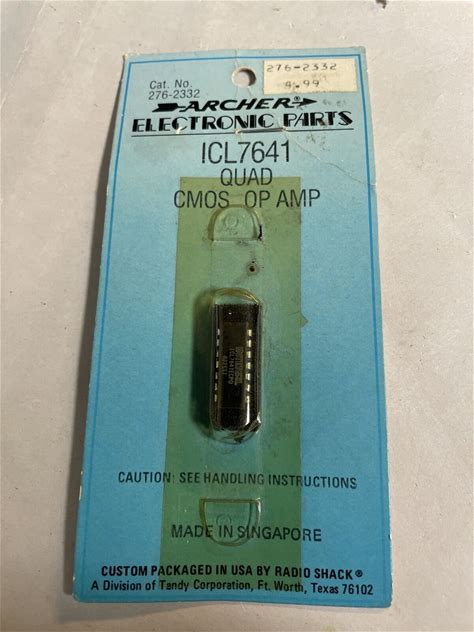 276-2332
4.99
Cat. No.
276-2332
ARCHER®
ELECTRONIC PARTS
ICL7641
QUAD
CMOS OP AMP
CAUTION: SEE HANDLING INSTRUCTIONS
MADE IN SINGAPORE
CUSTOM PACKAGED IN USA BY RADIO SHACK®
A Division of Tandy Corporation, Ft. Worth, Texas 76102